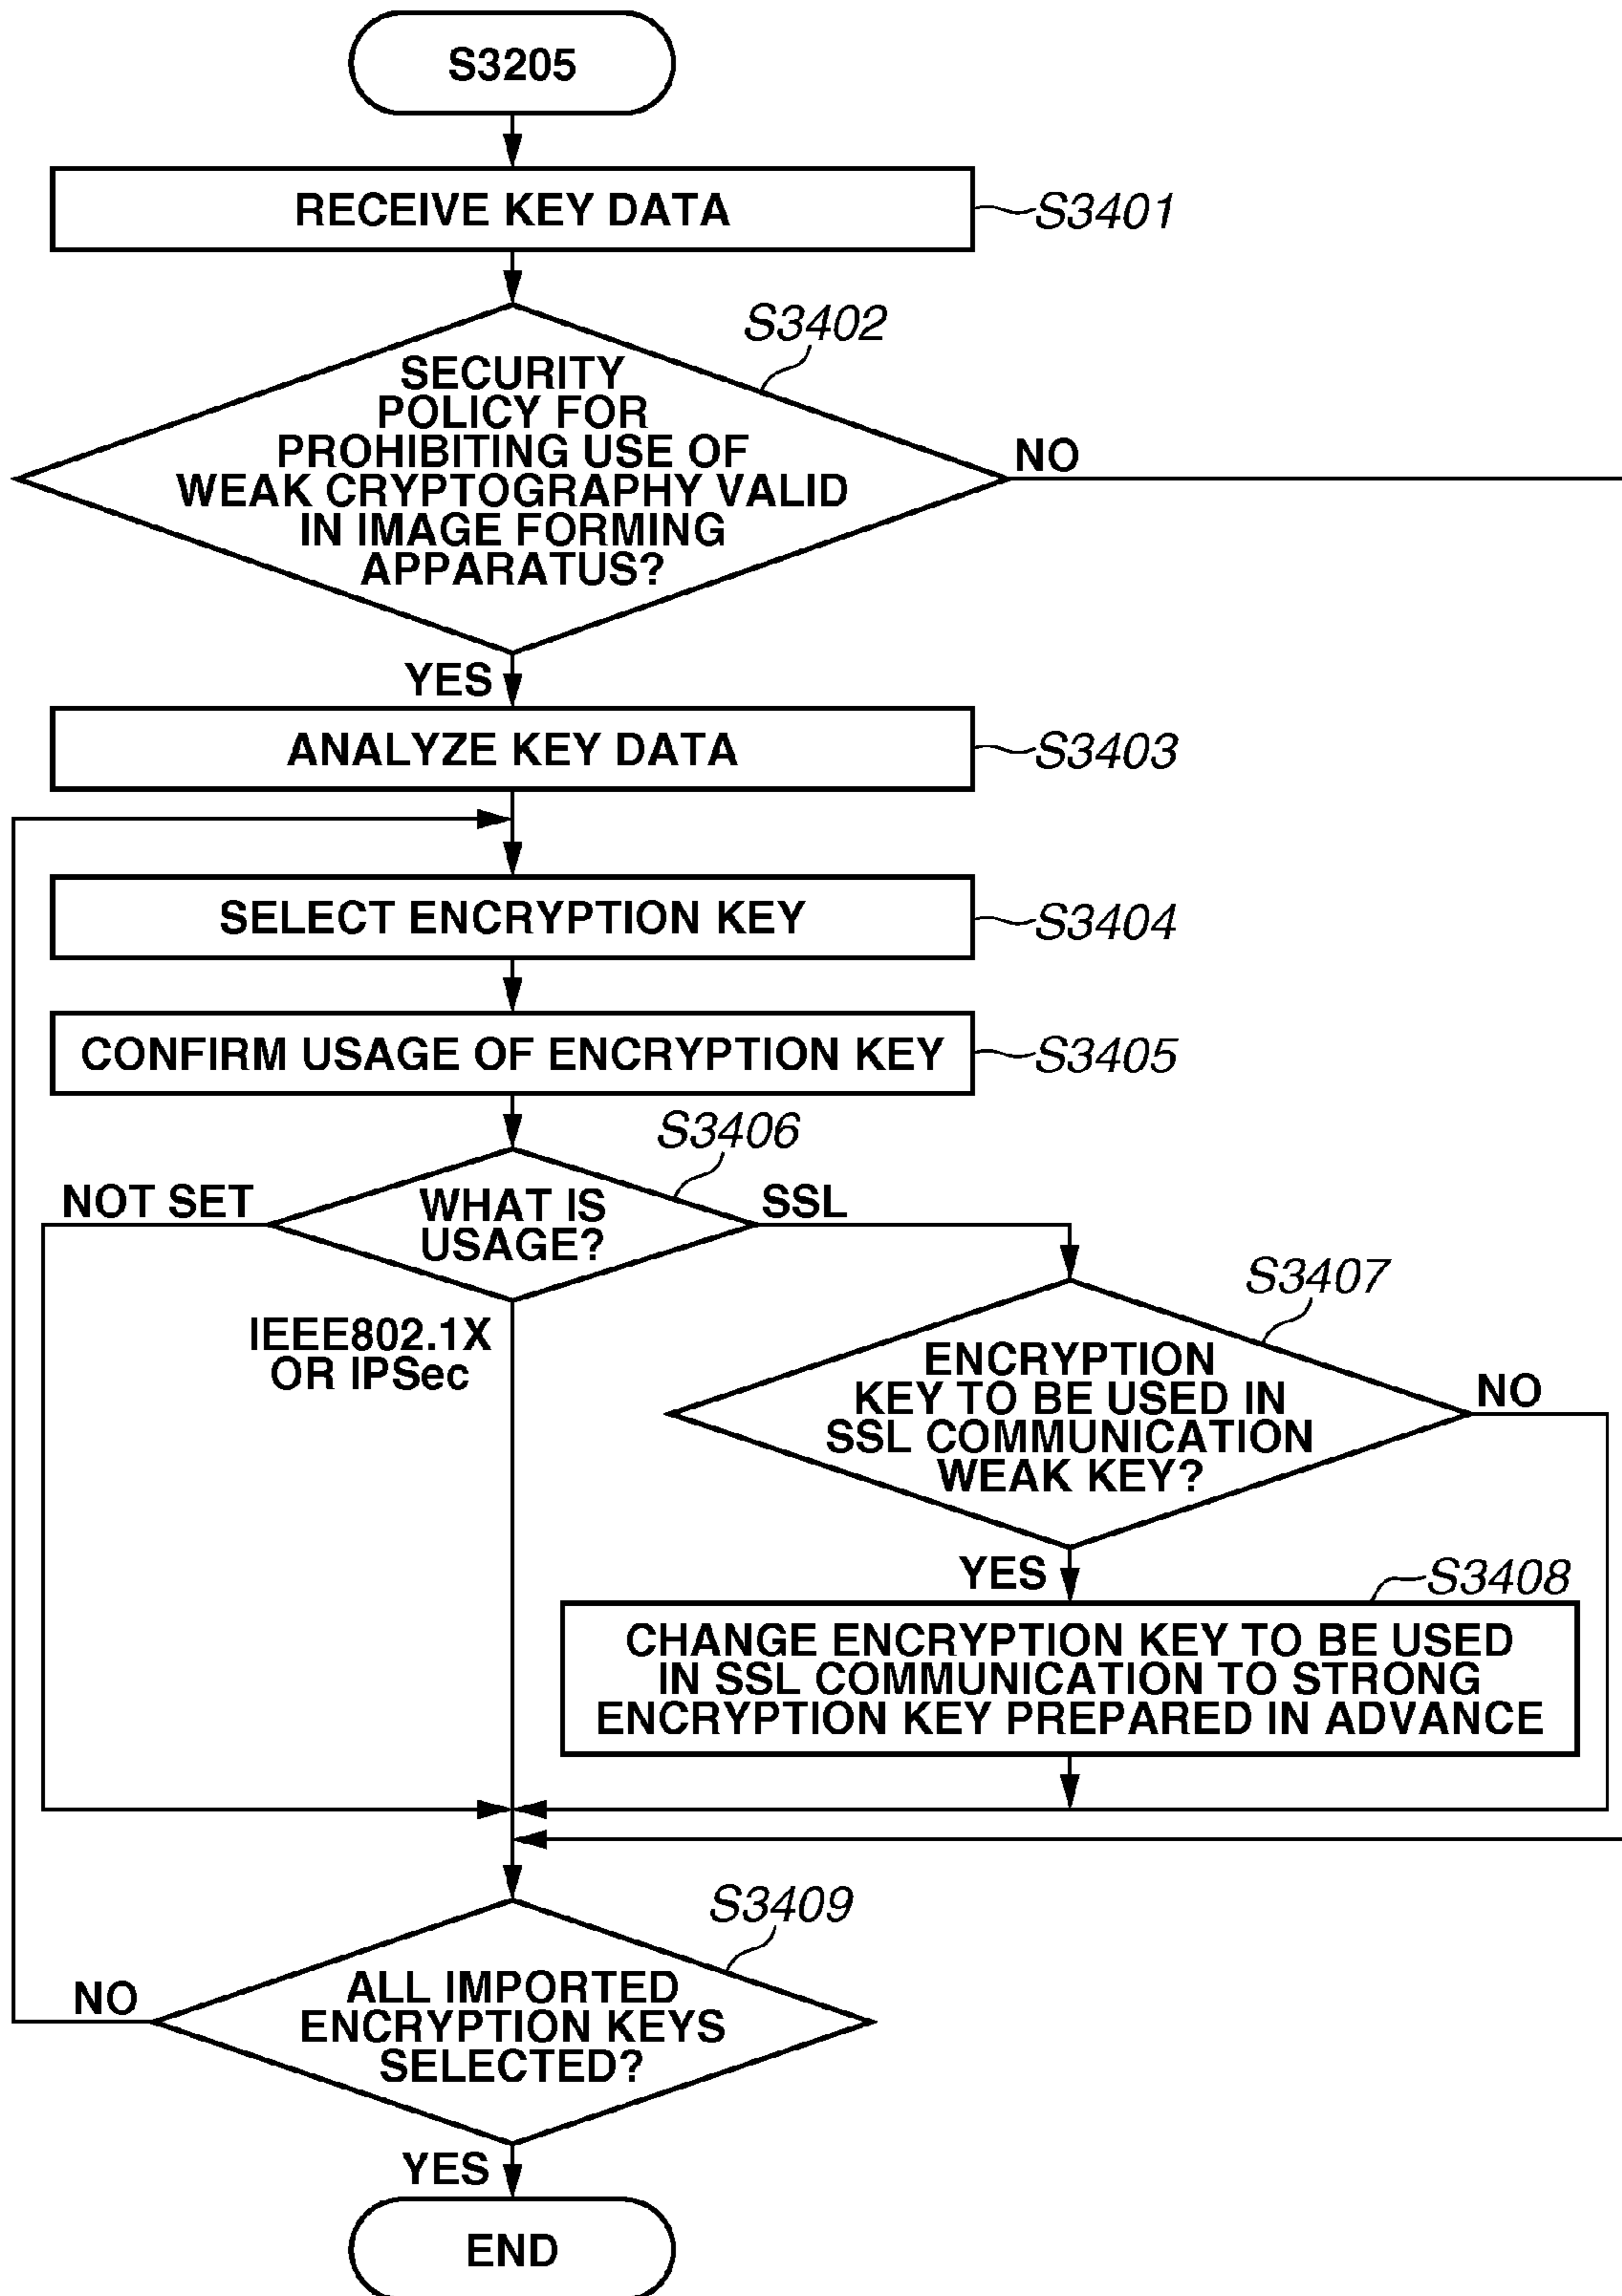 S3205
RECEIVE KEY DATA
S3401
S3402
SECURITY
POLICY FOR
PROHIBITING USE OF
WEAK CRYPTOGRAPHY VALID
IN IMAGE FORMING
APPARATUS?
NO
YES
ANALYZE KEY DATA
S3403
SELECT ENCRYPTION KEY
S3404
CONFIRM USAGE OF ENCRYPTION KEY
S3405
S3406
NOT SET
WHAT IS
USAGE?
SSL
IEEE802.1X
OR IPSec
S3407
ENCRYPTION
KEY TO BE USED IN
SSL COMMUNICATION
WEAK KEY?
NO
YES
S3408
CHANGE ENCRYPTION KEY TO BE USED
IN SSL COMMUNICATION TO STRONG
ENCRYPTION KEY PREPARED IN ADVANCE
S3409
NO
ALL IMPORTED
ENCRYPTION KEYS
SELECTED?
YES
END